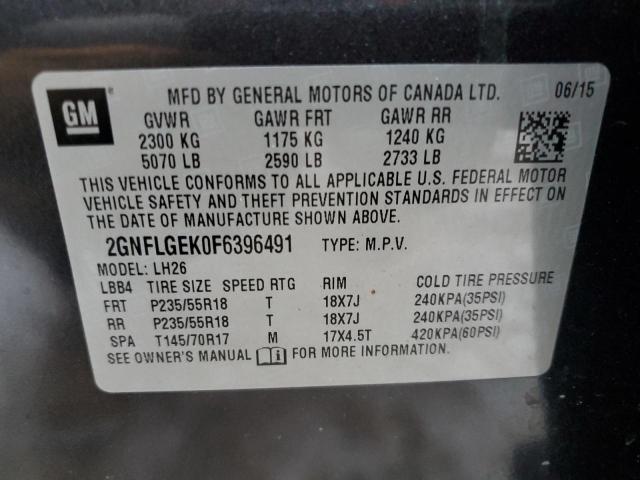 GM ® MFD BY GENERAL MOTORS OF CANADA LTD. 06/15
GVWR GAWR FRT GAWR RR
2300 KG 1175 KG 1240 KG
5070 LB 2590 LB 2733 LB
THIS VEHICLE CONFORMS TO ALL APPLICABLE U.S. FEDERAL MOTOR
VEHICLE SAFETY AND THEFT PREVENTION STANDARDS IN EFFECT ON
THE DATE OF MANUFACTURE SHOWN ABOVE.
2GNFLGEK0F6396491 TYPE: M.P.V.
MODEL: LH26
LBB4 TIRE SIZE SPEED RTG RIM COLD TIRE PRESSURE
FRT P235/55R18 T 18X7J 240KPA(35PSI)
RR P235/55R18 T 18X7J 240KPA(35PSI)
SPA T145/70R17 M 17X4.5T 420KPA(60PSI)
SEE OWNER'S MANUAL FOR MORE INFORMATION.